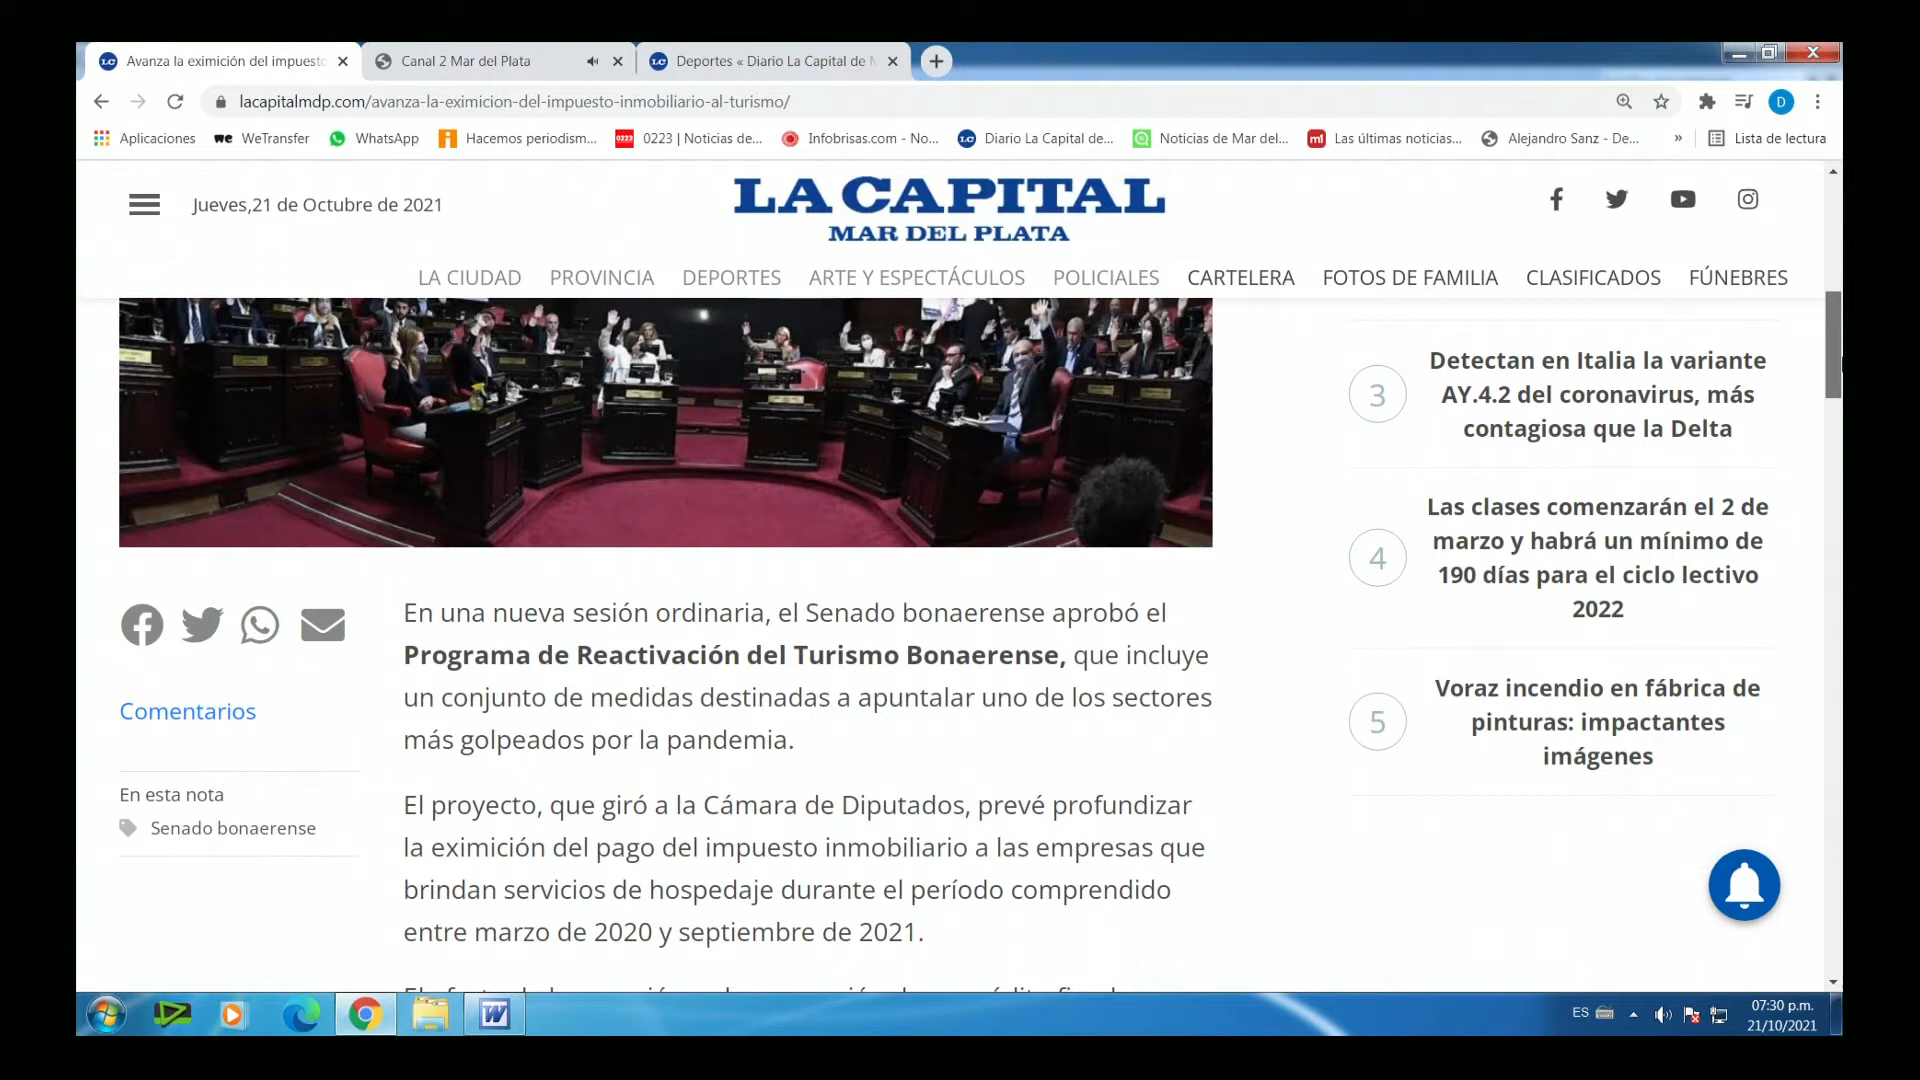 Avanza la eximición del impuesto
Canal 2 Mar del Plata
Deportes « Diario La Capital de M
lacapitalmdp.com/avanza-la-eximicion-del-impuesto-inmobiliario-al-turismo/
D
Aplicaciones
WeTransfer
WhatsApp
Hacemos periodism...
0223 | Noticias de...
Infobrisas.com - No...
Diario La Capital de...
Noticias de Mar del...
Las últimas noticias...
Alejandro Sanz - De...
»
Lista de lectura
Jueves,21 de Octubre de 2021
LA CAPITAL
MAR DEL PLATA
LA CIUDAD PROVINCIA DEPORTES ARTE Y ESPECTÁCULOS POLICIALES CARTELERA FOTOS DE FAMILIA CLASIFICADOS FÚNEBRES
Comentarios
En esta nota
Senado bonaerense
En una nueva sesión ordinaria, el Senado bonaerense aprobó el
Programa de Reactivación del Turismo Bonaerense, que incluye
un conjunto de medidas destinadas a apuntalar uno de los sectores
más golpeados por la pandemia.
El proyecto, que giró a la Cámara de Diputados, prevé profundizar
la eximición del pago del impuesto inmobiliario a las empresas que
brindan servicios de hospedaje durante el período comprendido
entre marzo de 2020 y septiembre de 2021.
3
Detectan en Italia la variante
AY.4.2 del coronavirus, más
contagiosa que la Delta
4
Las clases comenzarán el 2 de
marzo y habrá un mínimo de
190 días para el ciclo lectivo
2022
5
Voraz incendio en fábrica de
pinturas: impactantes
imágenes
ES
07:30 p.m.
21/10/2021